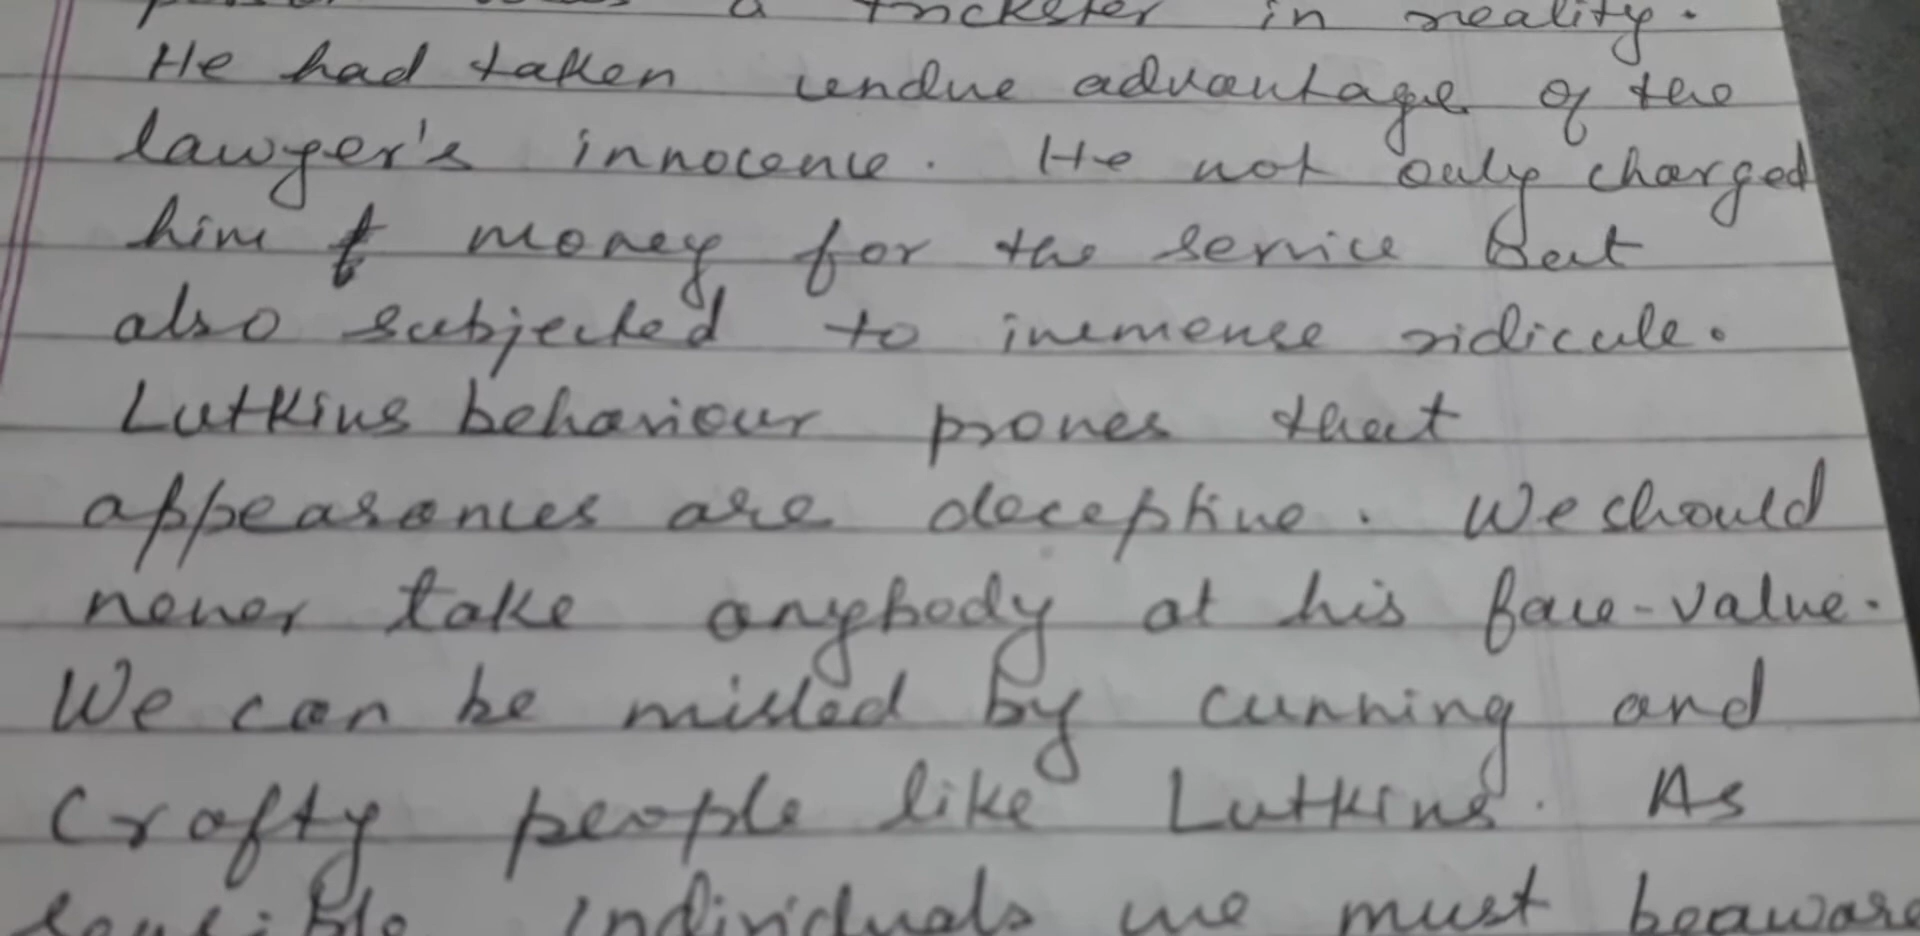 a trickster in reality.
He had taken undue advantage of the
lawyer's innocence. He not only charged
him money for the service But
also subjected to immense ridicule.
Lutkins behaviour proves that
appearances are deceptive. We should
never take anybody at his face-value.
We can be misled by cunning and
Crafty people like Lutkins. As
sensible individuals we must beaware